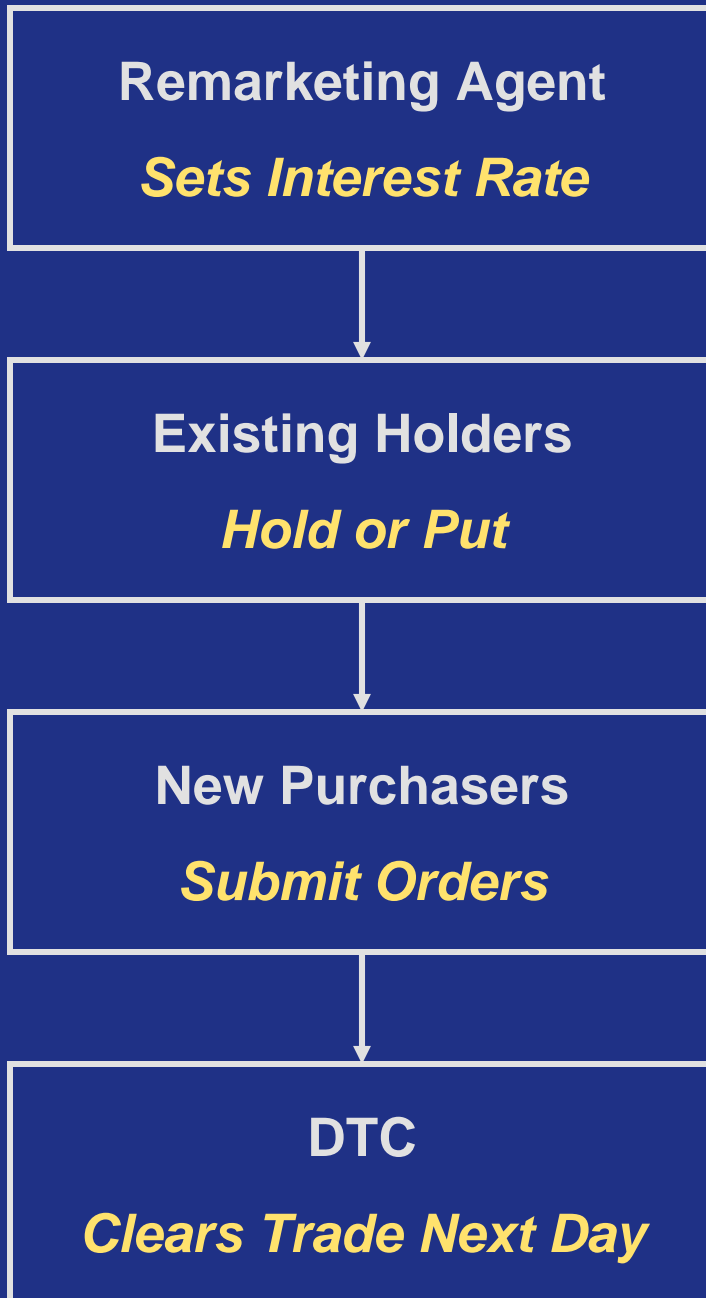 Remarketing Agent
Sets Interest Rate
Existing Holders
Hold or Put
New Purchasers
Submit Orders
DTC
Clears Trade Next Day